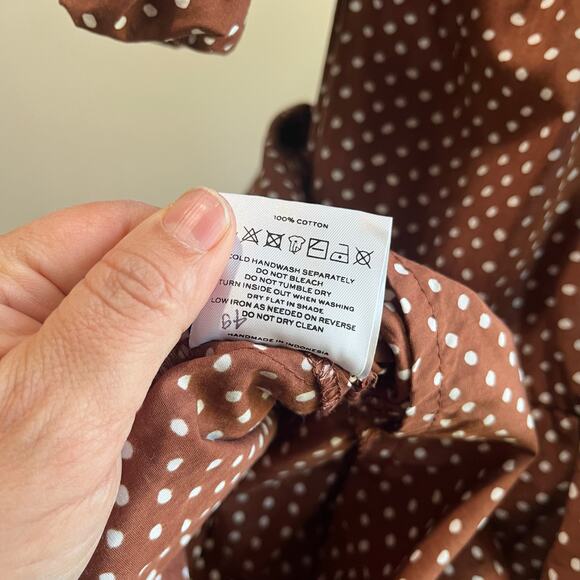 100% COTTON
COLD HANDWASH SEPARATELY
DO NOT BLEACH
DO NOT TUMBLE DRY
TURN INSIDE OUT WHEN WASHING
DRY FLAT IN SHADE
LOW IRON AS NEEDED ON REVERSE
DO NOT DRY CLEAN
HANDMADE IN INDONESIA